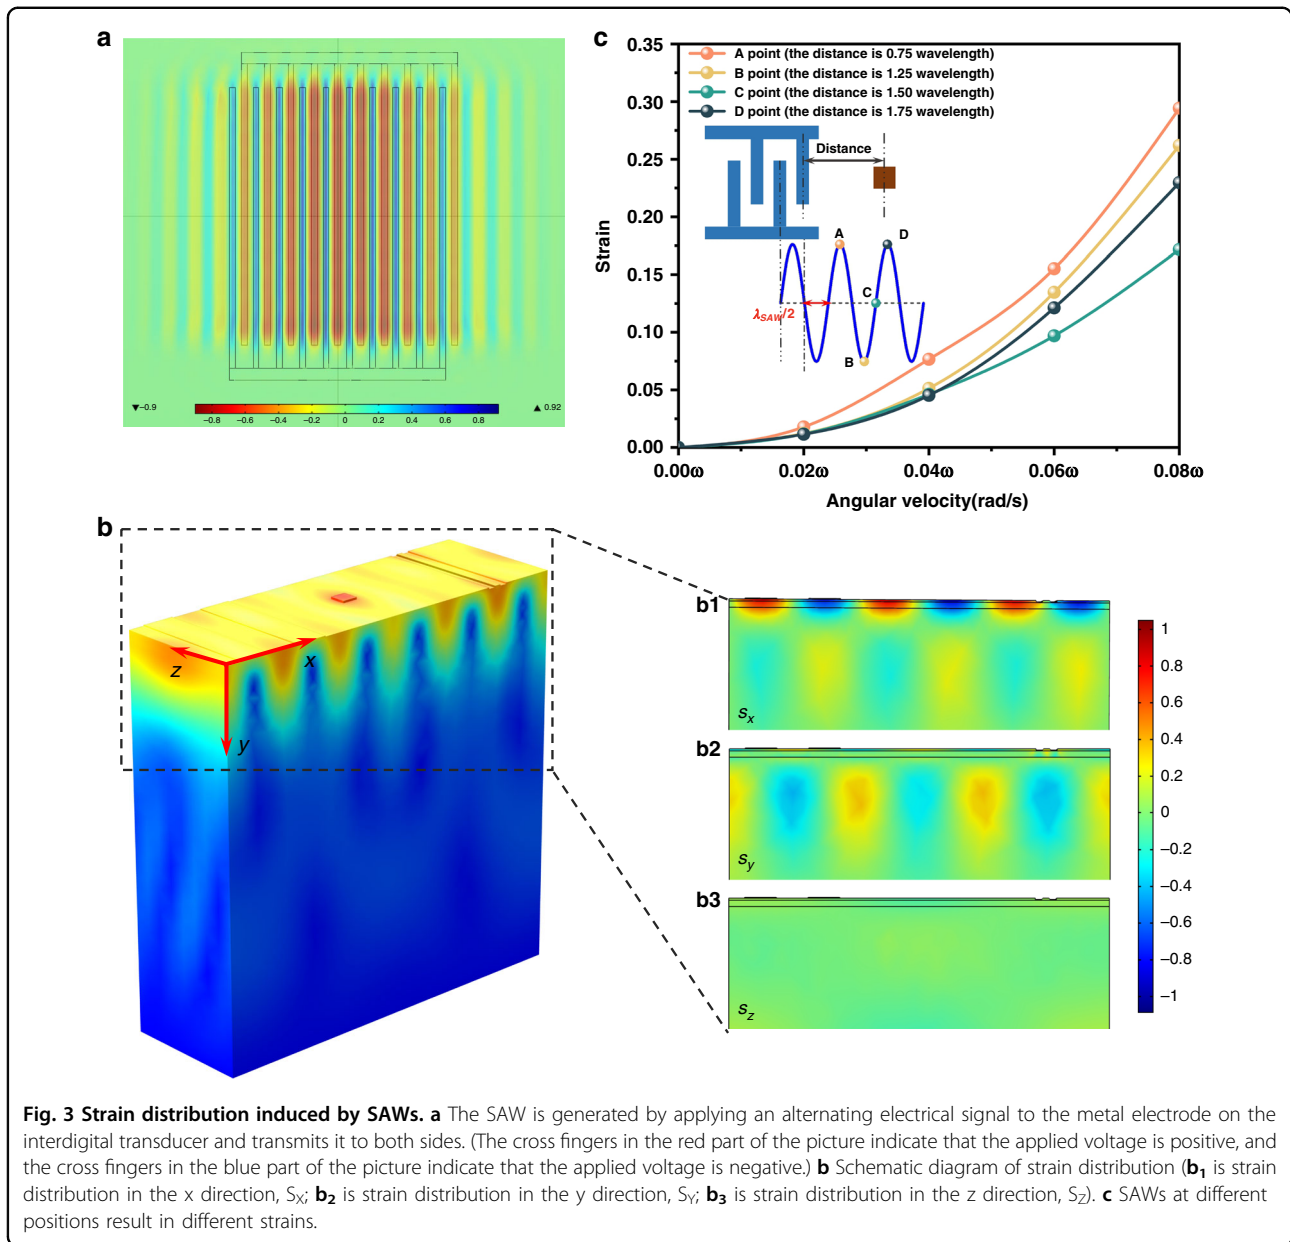 a
▼−0.9
−0.8 −0.6 −0.4 −0.2 0 0.2 0.4 0.6 0.8
▲ 0.92
c
0.35
0.30
0.25
0.20
0.15
0.10
0.05
0.00
Strain
A point (the distance is 0.75 wavelength)
B point (the distance is 1.25 wavelength)
C point (the distance is 1.50 wavelength)
D point (the distance is 1.75 wavelength)
Distance
A
D
C
B
λSAW/2
0.00ω 0.02ω 0.04ω 0.06ω 0.08ω
Angular velocity(rad/s)
b
z
x
y
b1
Sx
b2
Sy
b3
Sz
1
0.8
0.6
0.4
0.2
0
−0.2
−0.4
−0.6
−0.8
−1
Fig. 3 Strain distribution induced by SAWs. a The SAW is generated by applying an alternating electrical signal to the metal electrode on the
interdigital transducer and transmits it to both sides. (The cross fingers in the red part of the picture indicate that the applied voltage is positive, and
the cross fingers in the blue part of the picture indicate that the applied voltage is negative.) b Schematic diagram of strain distribution (b1 is strain
distribution in the x direction, SX; b2 is strain distribution in the y direction, SY; b3 is strain distribution in the z direction, SZ). c SAWs at different
positions result in different strains.